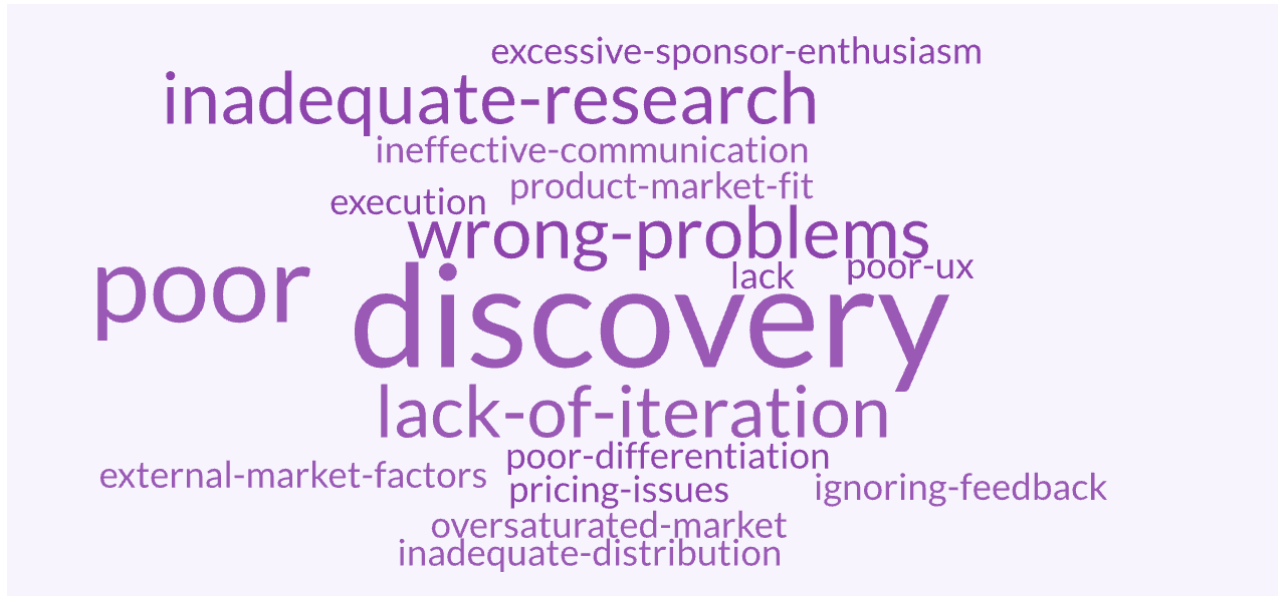 excessive-sponsor-enthusiasm
inadequate-research
ineffective-communication
product-market-fit
execution
wrong-problems
poor
lack
poor-ux
discovery
lack-of-iteration
poor-differentiation
external-market-factors
pricing-issues
ignoring-feedback
oversaturated-market
inadequate-distribution